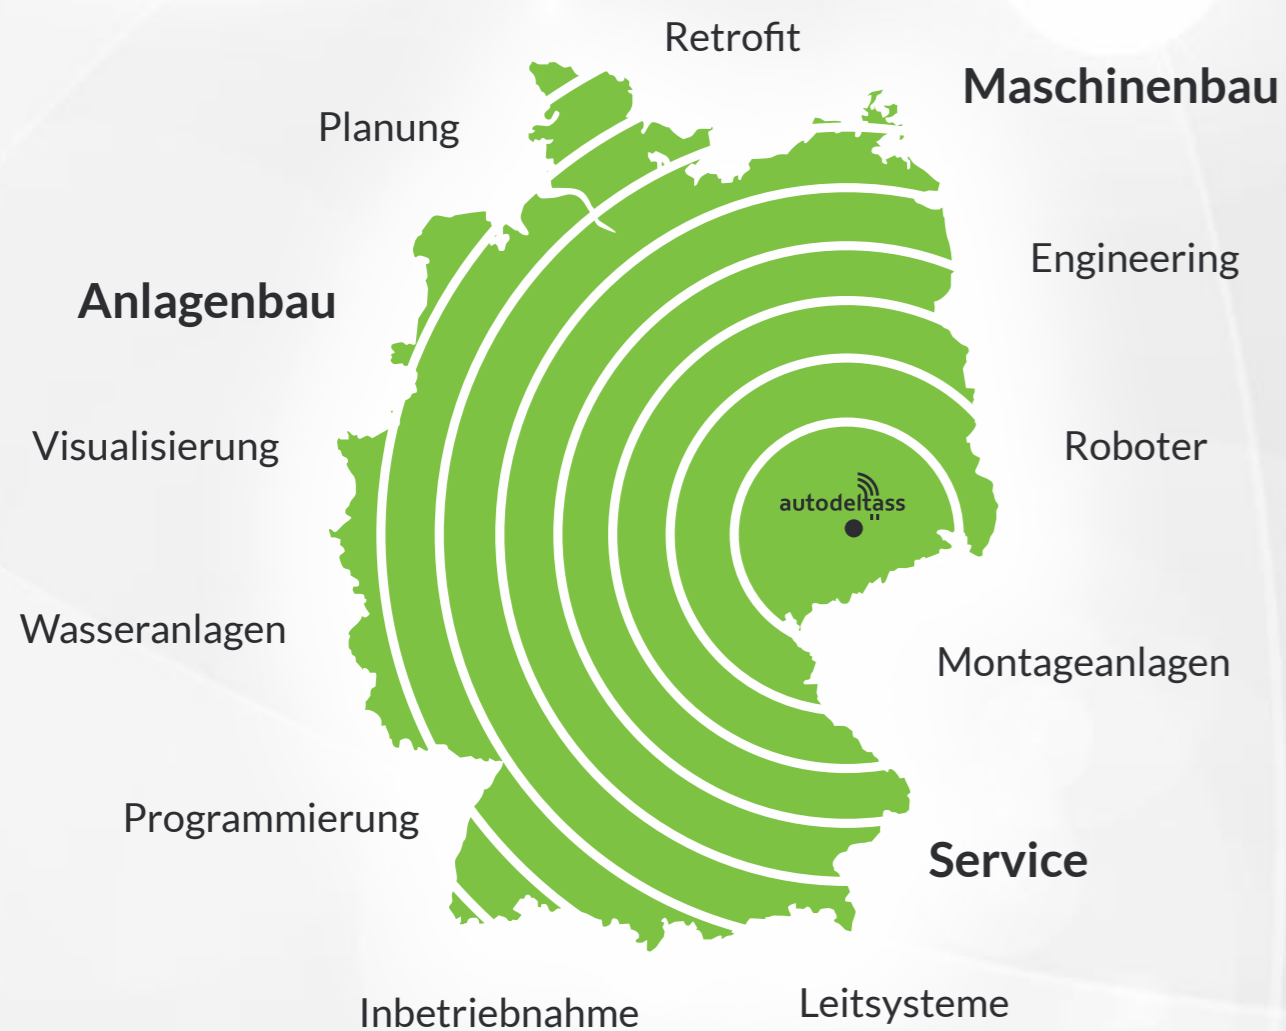 Retrofit
Maschinenbau
Planung
Engineering
Anlagenbau
Visualisierung
Roboter
autodeltass
Wasseranlagen
Montageanlagen
Programmierung
Service
Inbetriebnahme
Leitsysteme